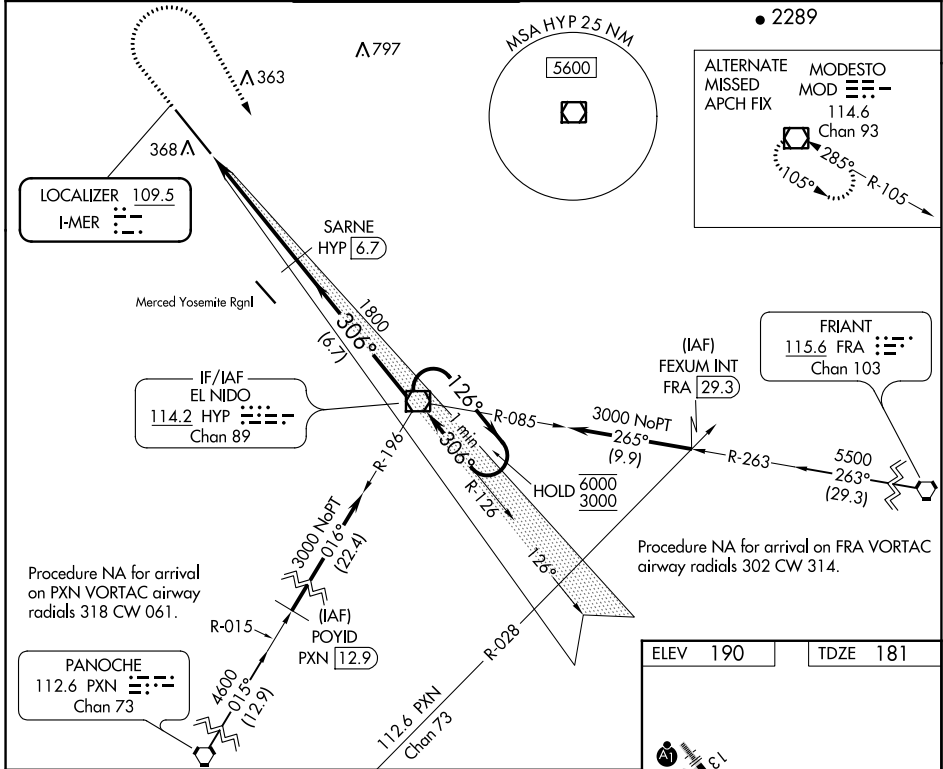 2289
797
363
368
MSA HYP 25 NM
5600
ALTERNATE
MISSED
APCH FIX
MODESTO
MOD
114.6
Chan 93
285°
R-105
105°
LOCALIZER 109.5
I-MER
SARNE
HYP 6.7
Merced Yosemite Rgnl
1800
306°
(6.7)
IF/IAF
EL NIDO
114.2 HYP
Chan 89
126°
1 min
306°
R-126
126°
HOLD 6000
3000
R-085
3000 NoPT
265°
(9.9)
(IAF)
FEXUM INT
FRA 29.3
FRIANT
115.6 FRA
Chan 103
R-263
5500
263°
(29.3)
Procedure NA for arrival on FRA VORTAC
airway radials 302 CW 314.
R-196
3000 NoPT
016°
(22.4)
Procedure NA for arrival
on PXN VORTAC airway
radials 318 CW 061.
R-015
(IAF)
POYID
PXN 12.9
PANOCHE
112.6 PXN
Chan 73
4600
015°
(12.9)
R-028
112.6 PXN
Chan 73
ELEV 190
TDZE 181
A1
13